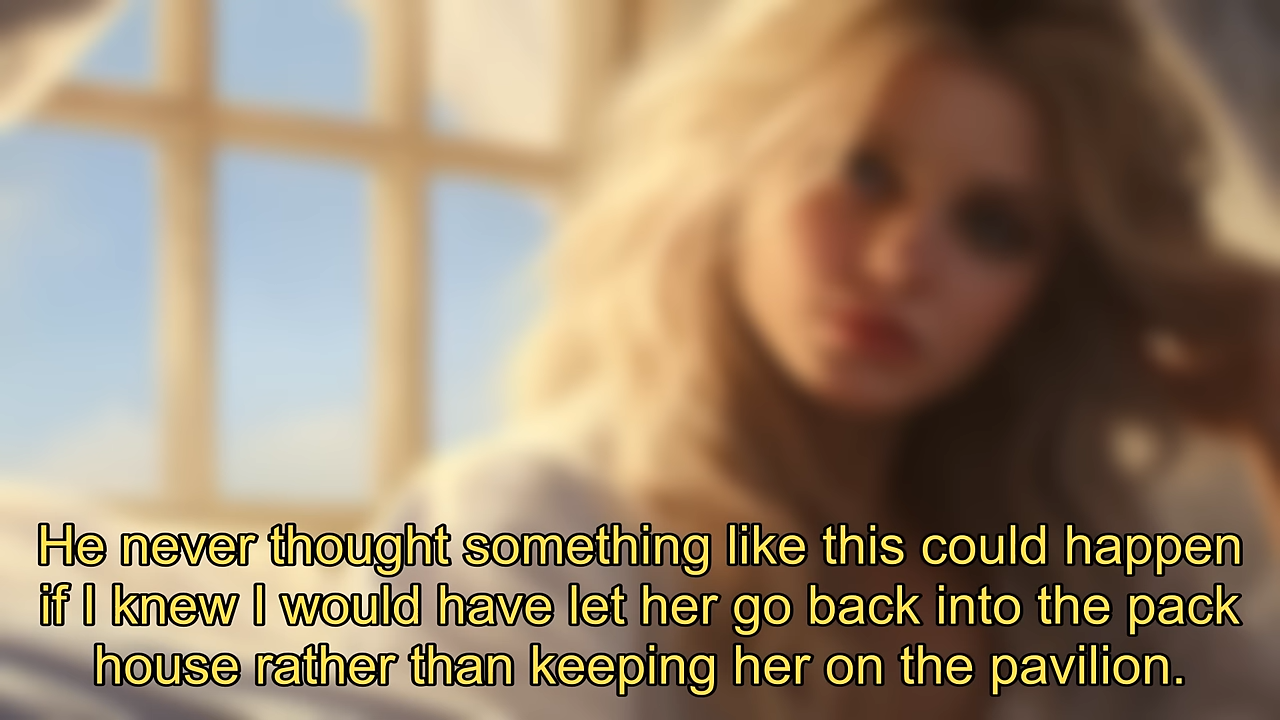 He never thought something like this could happen
if I knew I would have let her go back into the pack
house rather than keeping her on the pavilion.